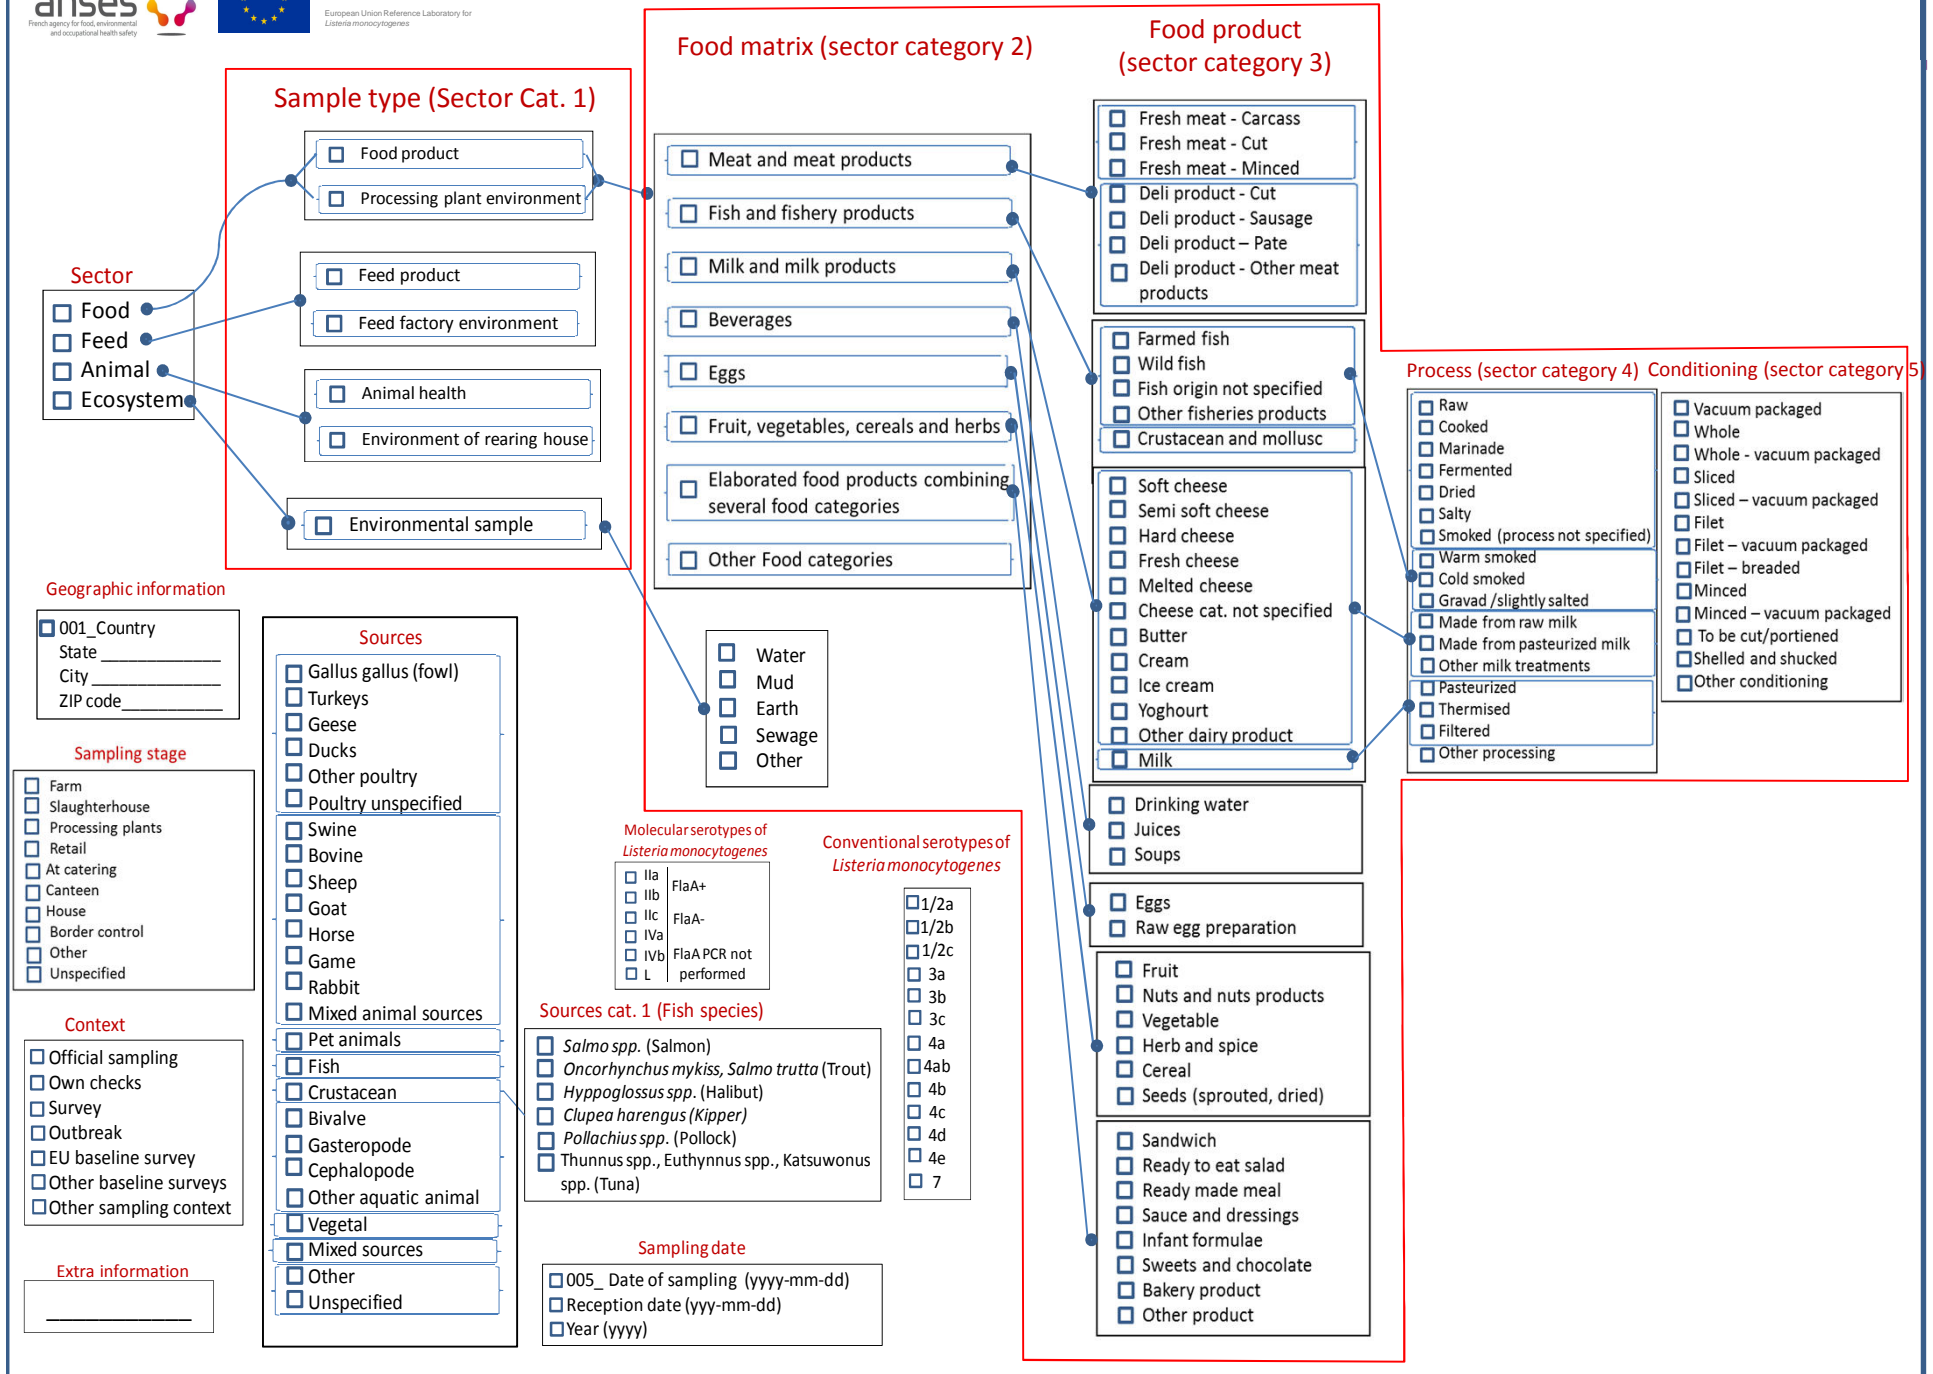 anses
French agency for food, environmental
and occupational health safety
European Union Reference Laboratory for
Listeria monocytogenes
Sample type (Sector Cat. 1)
Food product
Processing plant environment
Feed product
Feed factory environment
Animal health
Environment of rearing house
Environmental sample
Sector
Food
Feed
Animal
Ecosystem
Food matrix (sector category 2)
Meat and meat products
Fish and fishery products
Milk and milk products
Beverages
Eggs
Fruit, vegetables, cereals and herbs
Elaborated food products combining
several food categories
Other Food categories
Water
Mud
Earth
Sewage
Other
Food product
(sector category 3)
Fresh meat - Carcass
Fresh meat - Cut
Fresh meat - Minced
Deli product - Cut
Deli product - Sausage
Deli product – Pate
Deli product - Other meat
products
Farmed fish
Wild fish
Fish origin not specified
Other fisheries products
Crustacean and mollusc
Soft cheese
Semi soft cheese
Hard cheese
Fresh cheese
Melted cheese
Cheese cat. not specified
Butter
Cream
Ice cream
Yoghourt
Other dairy product
Milk
Drinking water
Juices
Soups
Eggs
Raw egg preparation
Fruit
Nuts and nuts products
Vegetable
Herb and spice
Cereal
Seeds (sprouted, dried)
Sandwich
Ready to eat salad
Ready made meal
Sauce and dressings
Infant formulae
Sweets and chocolate
Bakery product
Other product
Process (sector category 4)
Raw
Cooked
Marinade
Fermented
Dried
Salty
Smoked (process not specified)
Warm smoked
Cold smoked
Gravad /slightly salted
Made from raw milk
Made from pasteurized milk
Other milk treatments
Pasteurized
Thermised
Filtered
Other processing
Conditioning (sector category 5)
Vacuum packaged
Whole
Whole - vacuum packaged
Sliced
Sliced – vacuum packaged
Filet
Filet – vacuum packaged
Filet – breaded
Minced
Minced – vacuum packaged
To be cut/portiened
Shelled and shucked
Other conditioning
Geographic information
001_Country
State _____________
City ______________
ZIP code___________
Sampling stage
Farm
Slaughterhouse
Processing plants
Retail
At catering
Canteen
House
Border control
Other
Unspecified
Context
Official sampling
Own checks
Survey
Outbreak
EU baseline survey
Other baseline surveys
Other sampling context
Extra information
_____________
Sources
Gallus gallus (fowl)
Turkeys
Geese
Ducks
Other poultry
Poultry unspecified
Swine
Bovine
Sheep
Goat
Horse
Game
Rabbit
Mixed animal sources
Pet animals
Fish
Crustacean
Bivalve
Gasteropode
Cephalopode
Other aquatic animal
Vegetal
Mixed sources
Other
Unspecified
Molecular serotypes of
Listeria monocytogenes
IIa
IIb
IIc
IVa
IVb
L
FlaA+
FlaA-
FlaA PCR not
performed
Conventional serotypes of
Listeria monocytogenes
1/2a
1/2b
1/2c
3a
3b
3c
4a
4ab
4b
4c
4d
4e
7
Sources cat. 1 (Fish species)
Salmo spp. (Salmon)
Oncorhynchus mykiss, Salmo trutta (Trout)
Hyppoglossus spp. (Halibut)
Clupea harengus (Kipper)
Pollachius spp. (Pollock)
Thunnus spp., Euthynnus spp., Katsuwonus
spp. (Tuna)
Sampling date
005_ Date of sampling (yyyy-mm-dd)
Reception date (yyy-mm-dd)
Year (yyyy)